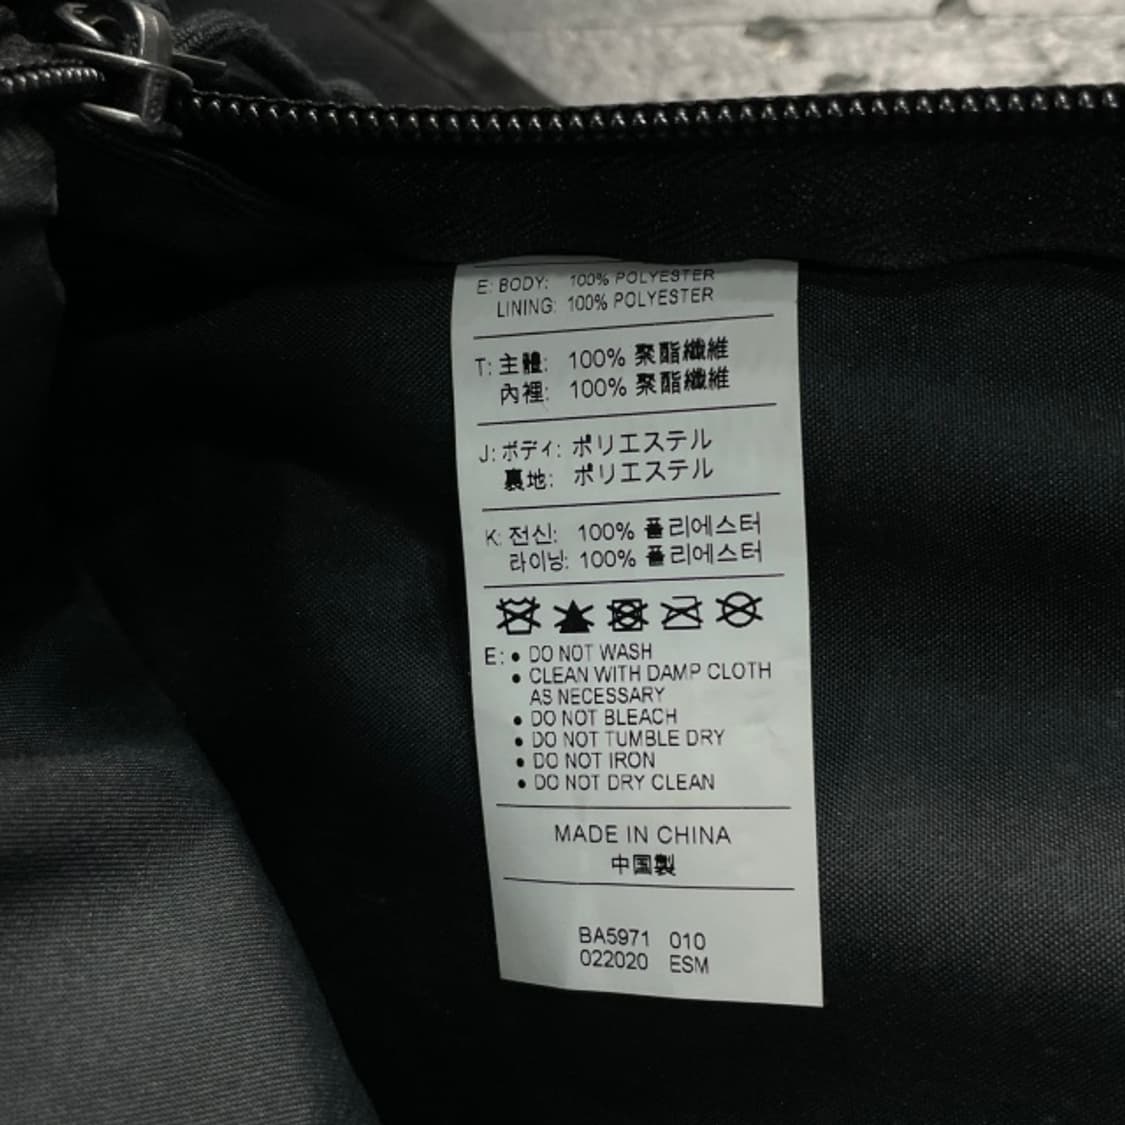 E: BODY: 100% POLYESTER
LINING: 100% POLYESTER
T: 主體: 100% 聚酯纖維
內裡: 100% 聚酯纖維
J: ボディ: ポリエステル
裏地: ポリエステル
K: 전신: 100% 폴리에스터
라이닝: 100% 폴리에스터
E: • DO NOT WASH
• CLEAN WITH DAMP CLOTH
AS NECESSARY
• DO NOT BLEACH
• DO NOT TUMBLE DRY
• DO NOT IRON
• DO NOT DRY CLEAN
MADE IN CHINA
中国製
BA5971 010
022020 ESM